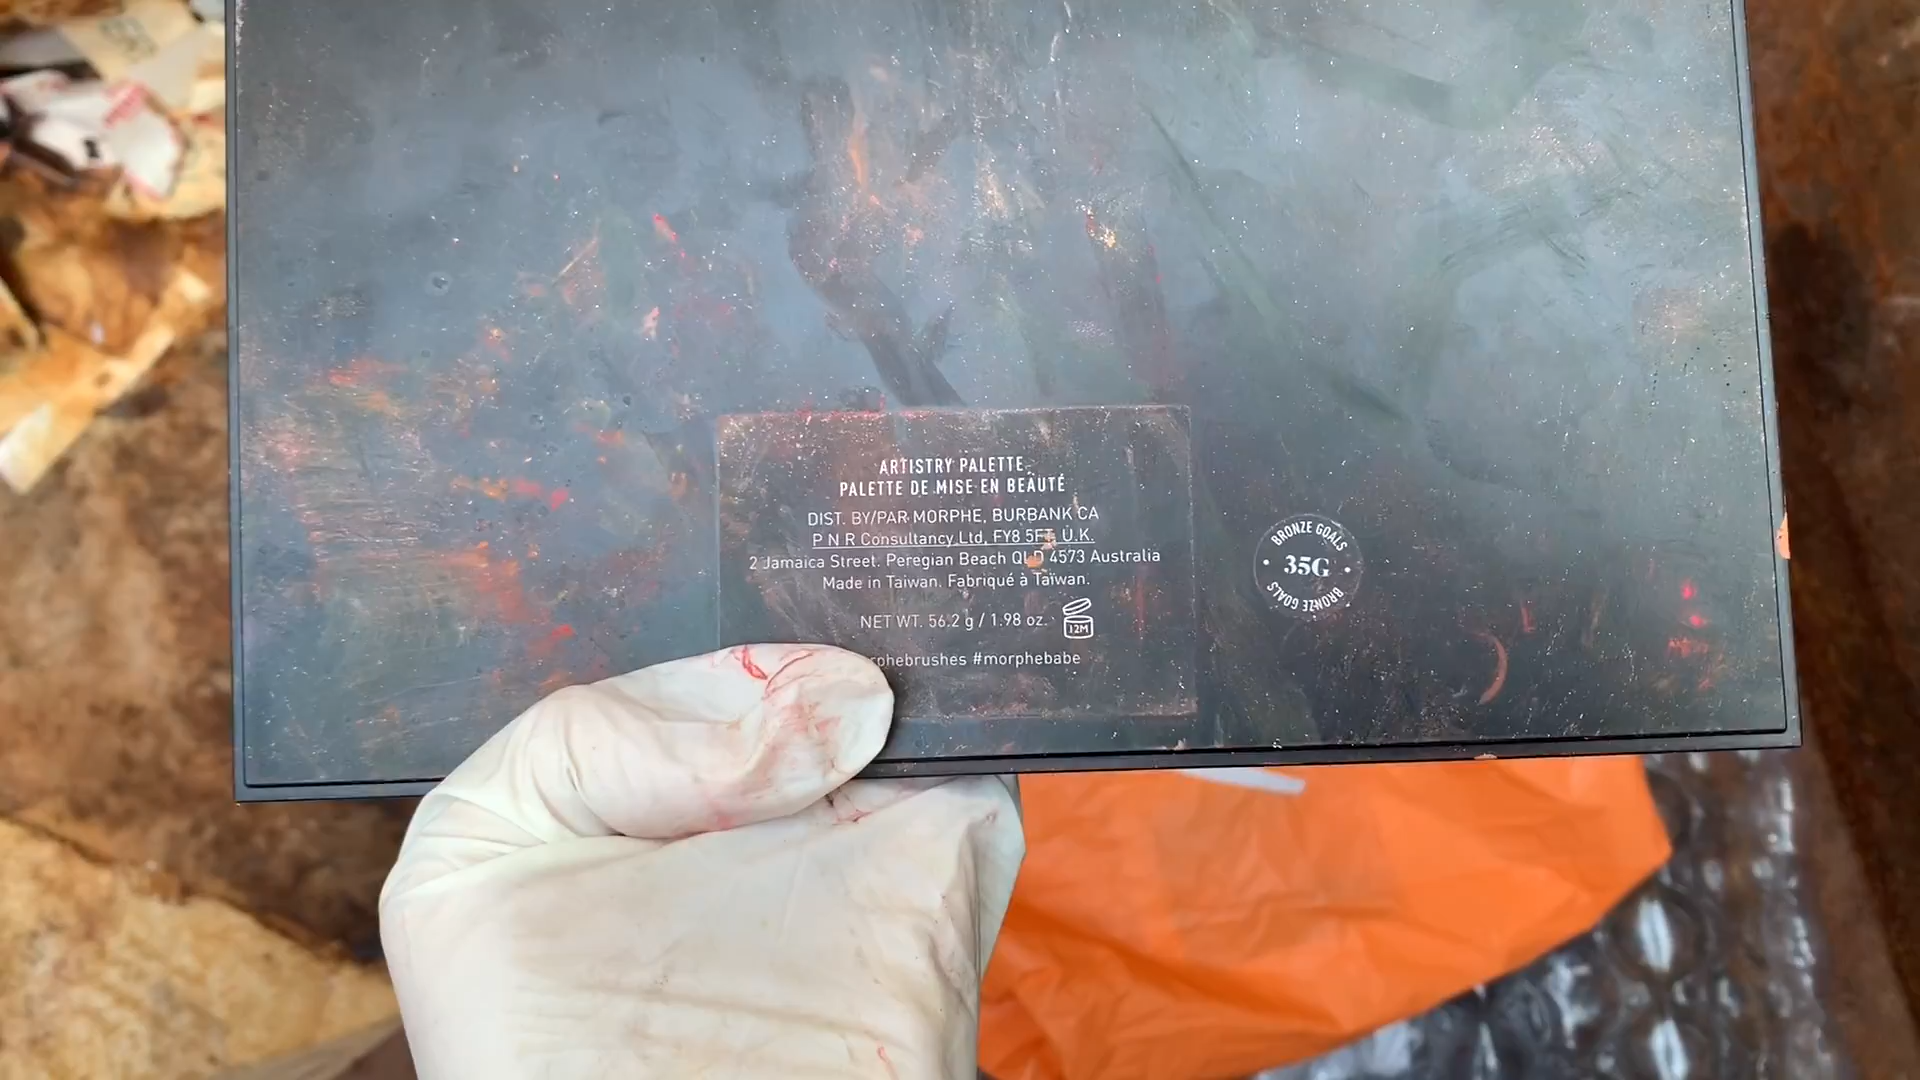 ARTISTRY PALETTE
PALETTE DE MISE EN BEAUTÉ
DIST. BY/PAR MORPHE, BURBANK CA
P N R Consultancy Ltd, FY8 U.K.
2 Jamaica Street. Peregian Beach QLD 4573 Australia
Made in Taiwan. Fabriqué à Taïwan.
NET WT. 56.2 g / 1.98 oz.
12M
#morphebabe
BRONZE GOALS
35G
BRONZE GOALS